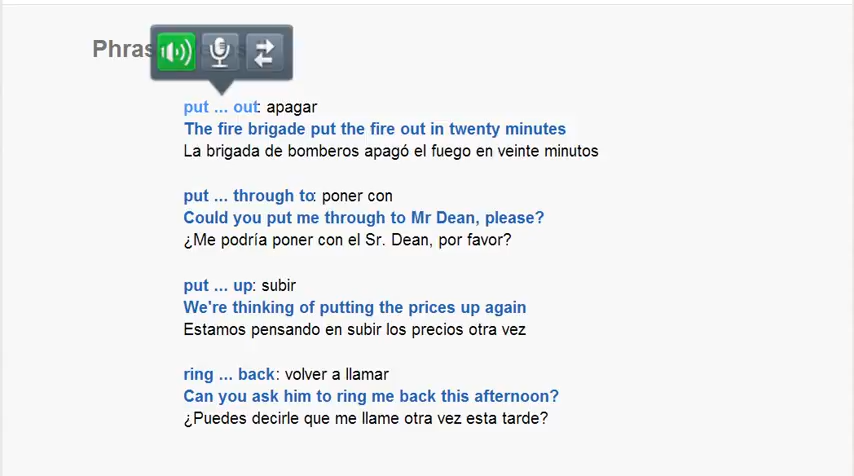 Phras
put ... out: apagar
The fire brigade put the fire out in twenty minutes
La brigada de bomberos apagó el fuego en veinte minutos
put ... through to: poner con
Could you put me through to Mr Dean, please?
¿Me podría poner con el Sr. Dean, por favor?
put ... up: subir
We're thinking of putting the prices up again
Estamos pensando en subir los precios otra vez
ring ... back: volver a llamar
Can you ask him to ring me back this afternoon?
¿Puedes decirle que me llame otra vez esta tarde?